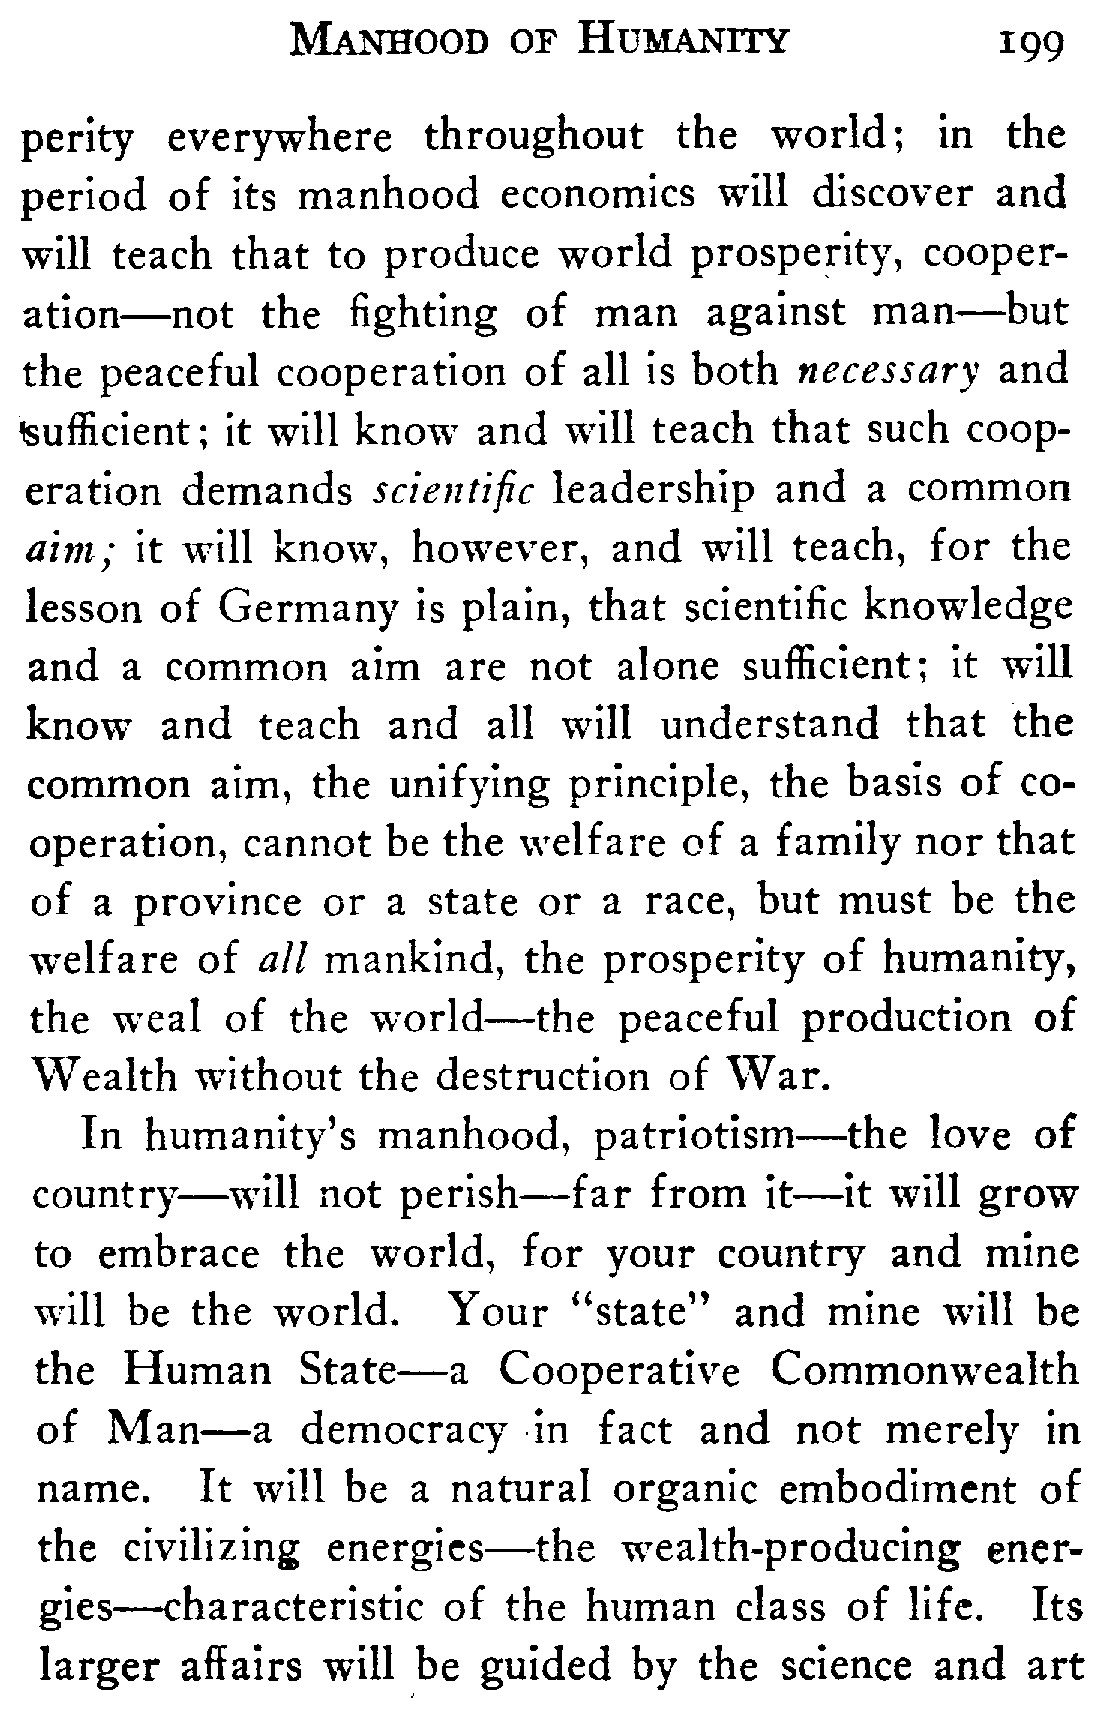 MANHOOD OF HUMANITY 199
perity everywhere throughout the world; in the
period of its manhood economics will discover and
will teach that to produce world prosperity, cooper-
ation—not the fighting of man against man—but
the peaceful cooperation of all is both necessary and
sufficient; it will know and will teach that such coop-
eration demands scientific leadership and a common
aim; it will know, however, and will teach, for the
lesson of Germany is plain, that scientific knowledge
and a common aim are not alone sufficient; it will
know and teach and all will understand that the
common aim, the unifying principle, the basis of co-
operation, cannot be the welfare of a family nor that
of a province or a state or a race, but must be the
welfare of all mankind, the prosperity of humanity,
the weal of the world—the peaceful production of
Wealth without the destruction of War.
In humanity's manhood, patriotism—the love of
country—will not perish—far from it—it will grow
to embrace the world, for your country and mine
will be the world. Your "state" and mine will be
the Human State—a Cooperative Commonwealth
of Man—a democracy in fact and not merely in
name. It will be a natural organic embodiment of
the civilizing energies—the wealth-producing ener-
gies—characteristic of the human class of life. Its
larger affairs will be guided by the science and art